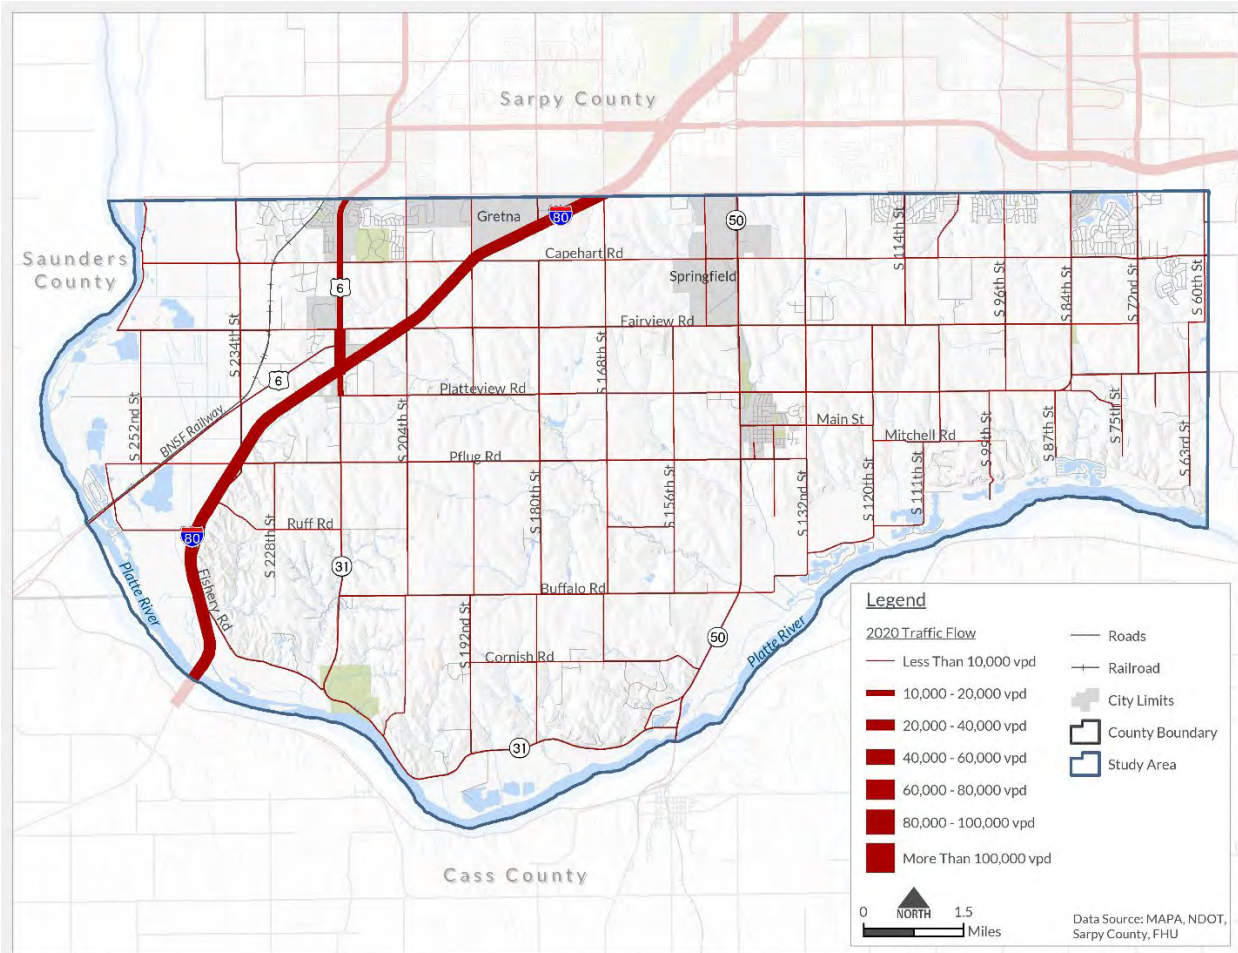 Sarpy County
Saunders
County
Gretna
80
50
Capehart Rd
S 114th St
Springfield
6
S 96th St
S 84th St
S 72nd St
S 60th St
Fairview Rd
S 234th St
S 168th St
6
Platteview Rd
S 252nd St
BNSF Railway
S 204th St
Main St
Mitchell Rd
S 99th St
S 87th St
S 75th St
S 63rd St
Pflug Rd
S 180th St
S 156th St
S 132nd St
S 120th St
S 111th St
Ruff Rd
S 228th St
80
31
Platte River
Fishery Rd
Buffalo Rd
S 192nd St
50
Platte River
Cornish Rd
31
Cass County
Legend
2020 Traffic Flow
Less Than 10,000 vpd
10,000 - 20,000 vpd
20,000 - 40,000 vpd
40,000 - 60,000 vpd
60,000 - 80,000 vpd
80,000 - 100,000 vpd
More Than 100,000 vpd
Roads
Railroad
City Limits
County Boundary
Study Area
0 NORTH 1.5
Miles
Data Source: MAPA, NDOT,
Sarpy County, FHU